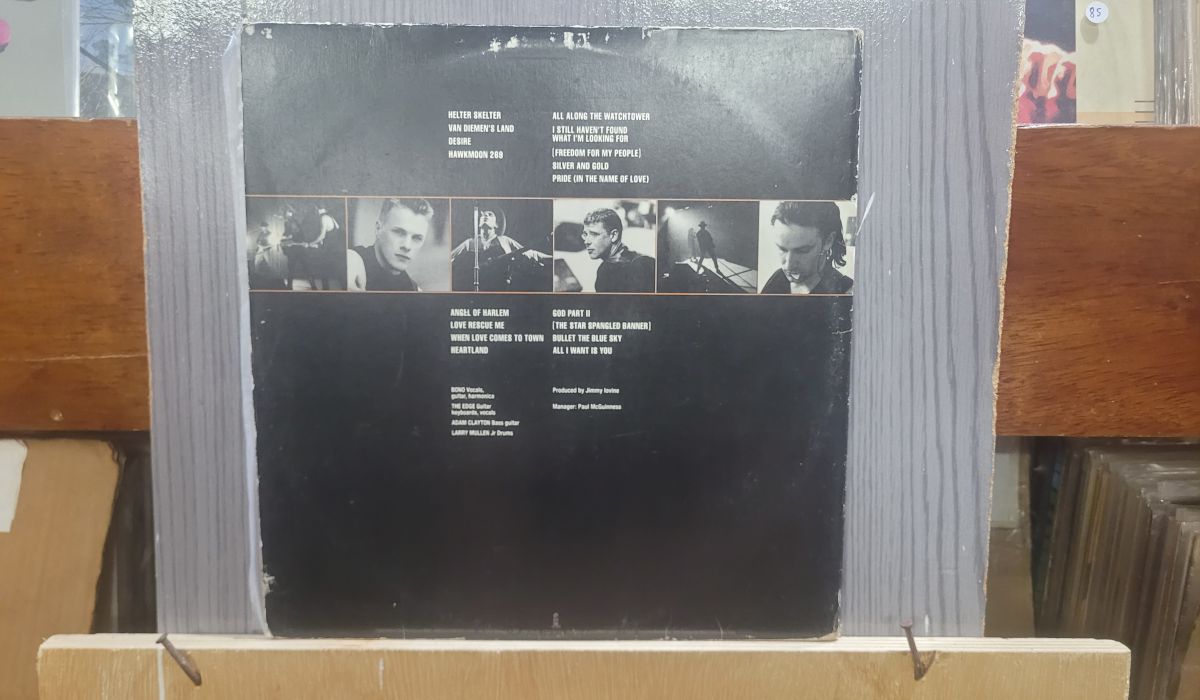 85
HELTER SKELTER
VAN DIEMEN'S LAND
DESIRE
HAWKMOON 269
ALL ALONG THE WATCHTOWER
I STILL HAVEN'T FOUND
WHAT I'M LOOKING FOR
(FREEDOM FOR MY PEOPLE)
SILVER AND GOLD
PRIDE (IN THE NAME OF LOVE)
ANGEL OF HARLEM
LOVE RESCUE ME
WHEN LOVE COMES TO TOWN
HEARTLAND
GOD PART II
(THE STAR SPANGLED BANNER)
BULLET THE BLUE SKY
ALL I WANT IS YOU
BONO Vocals,
guitar, harmonica
THE EDGE Guitar
keyboards, vocals
ADAM CLAYTON Bass guitar
LARRY MULLEN Jr Drums
Produced by Jimmy Iovine
Manager: Paul McGuinness